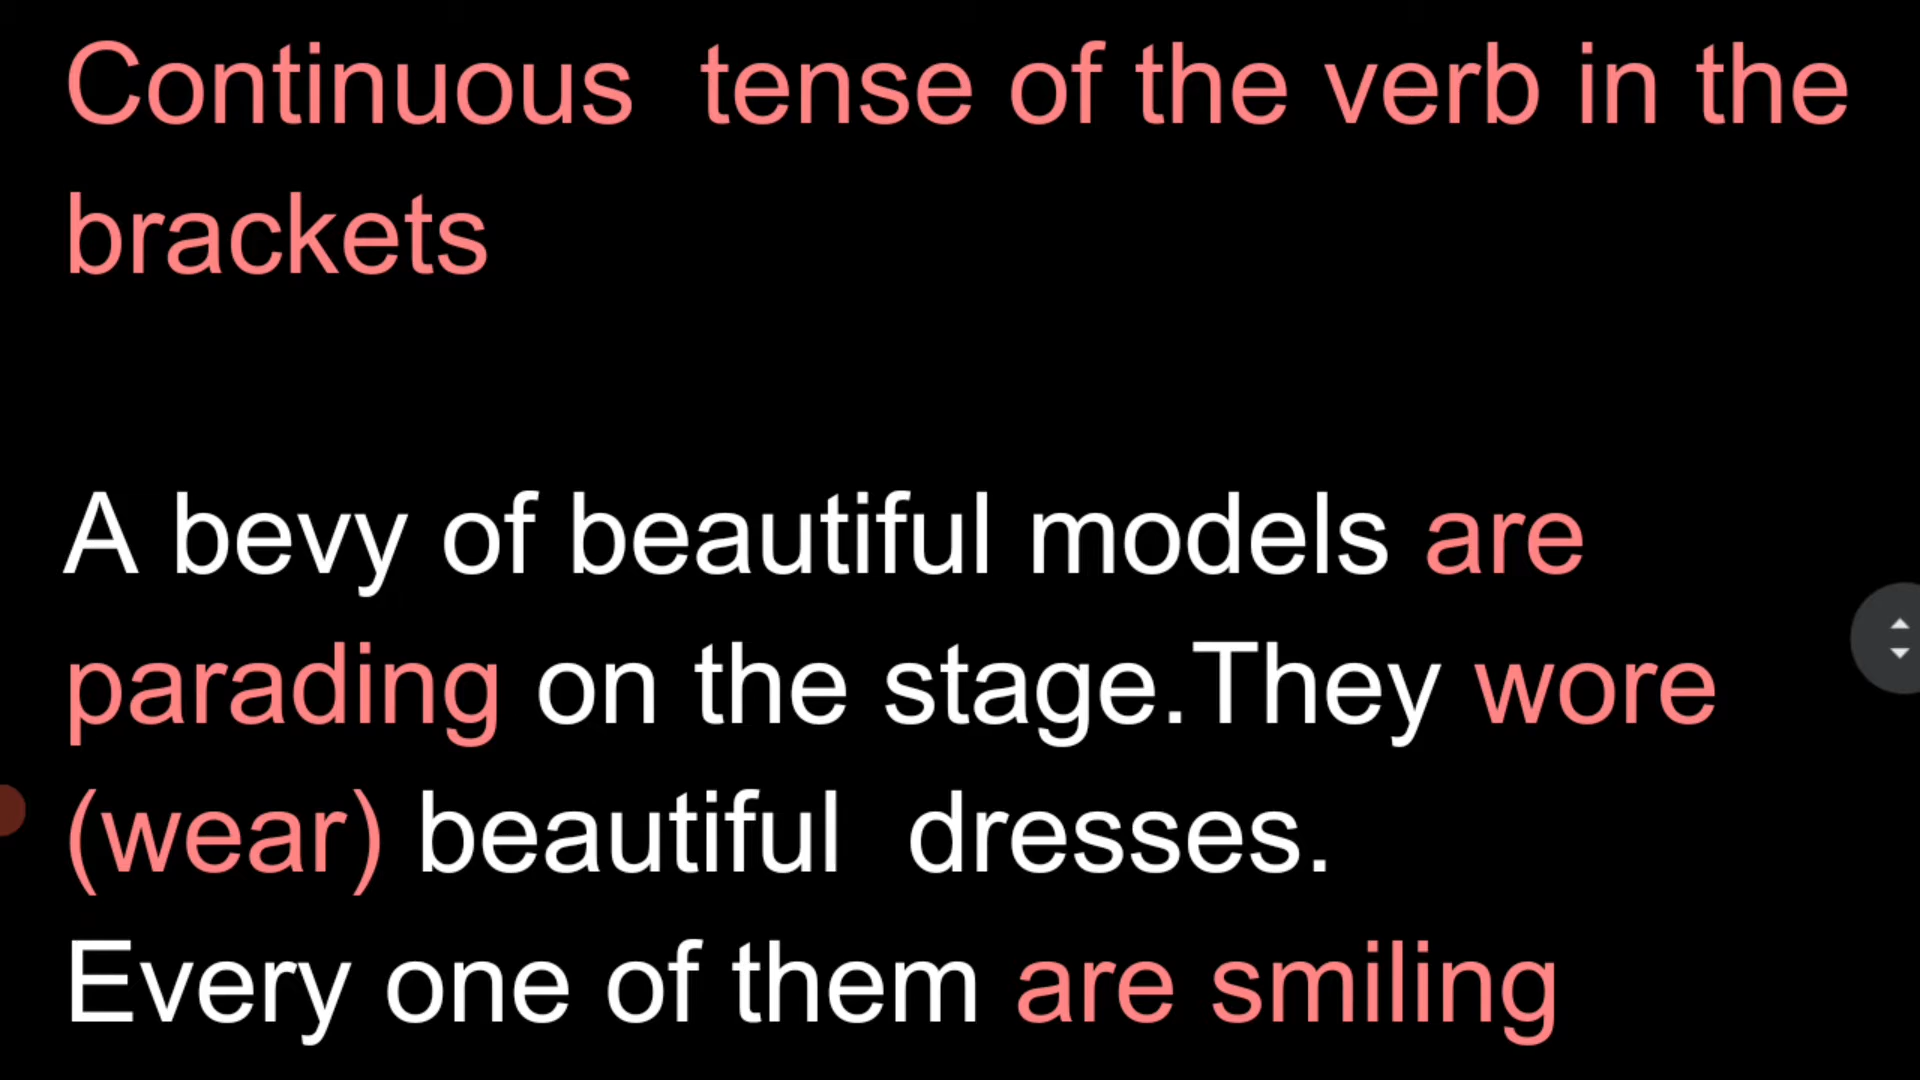 Continuous  tense of the verb in the
brackets
A bevy of beautiful models are
parading on the stage.They wore
(wear) beautiful  dresses.
Every one of them are smiling